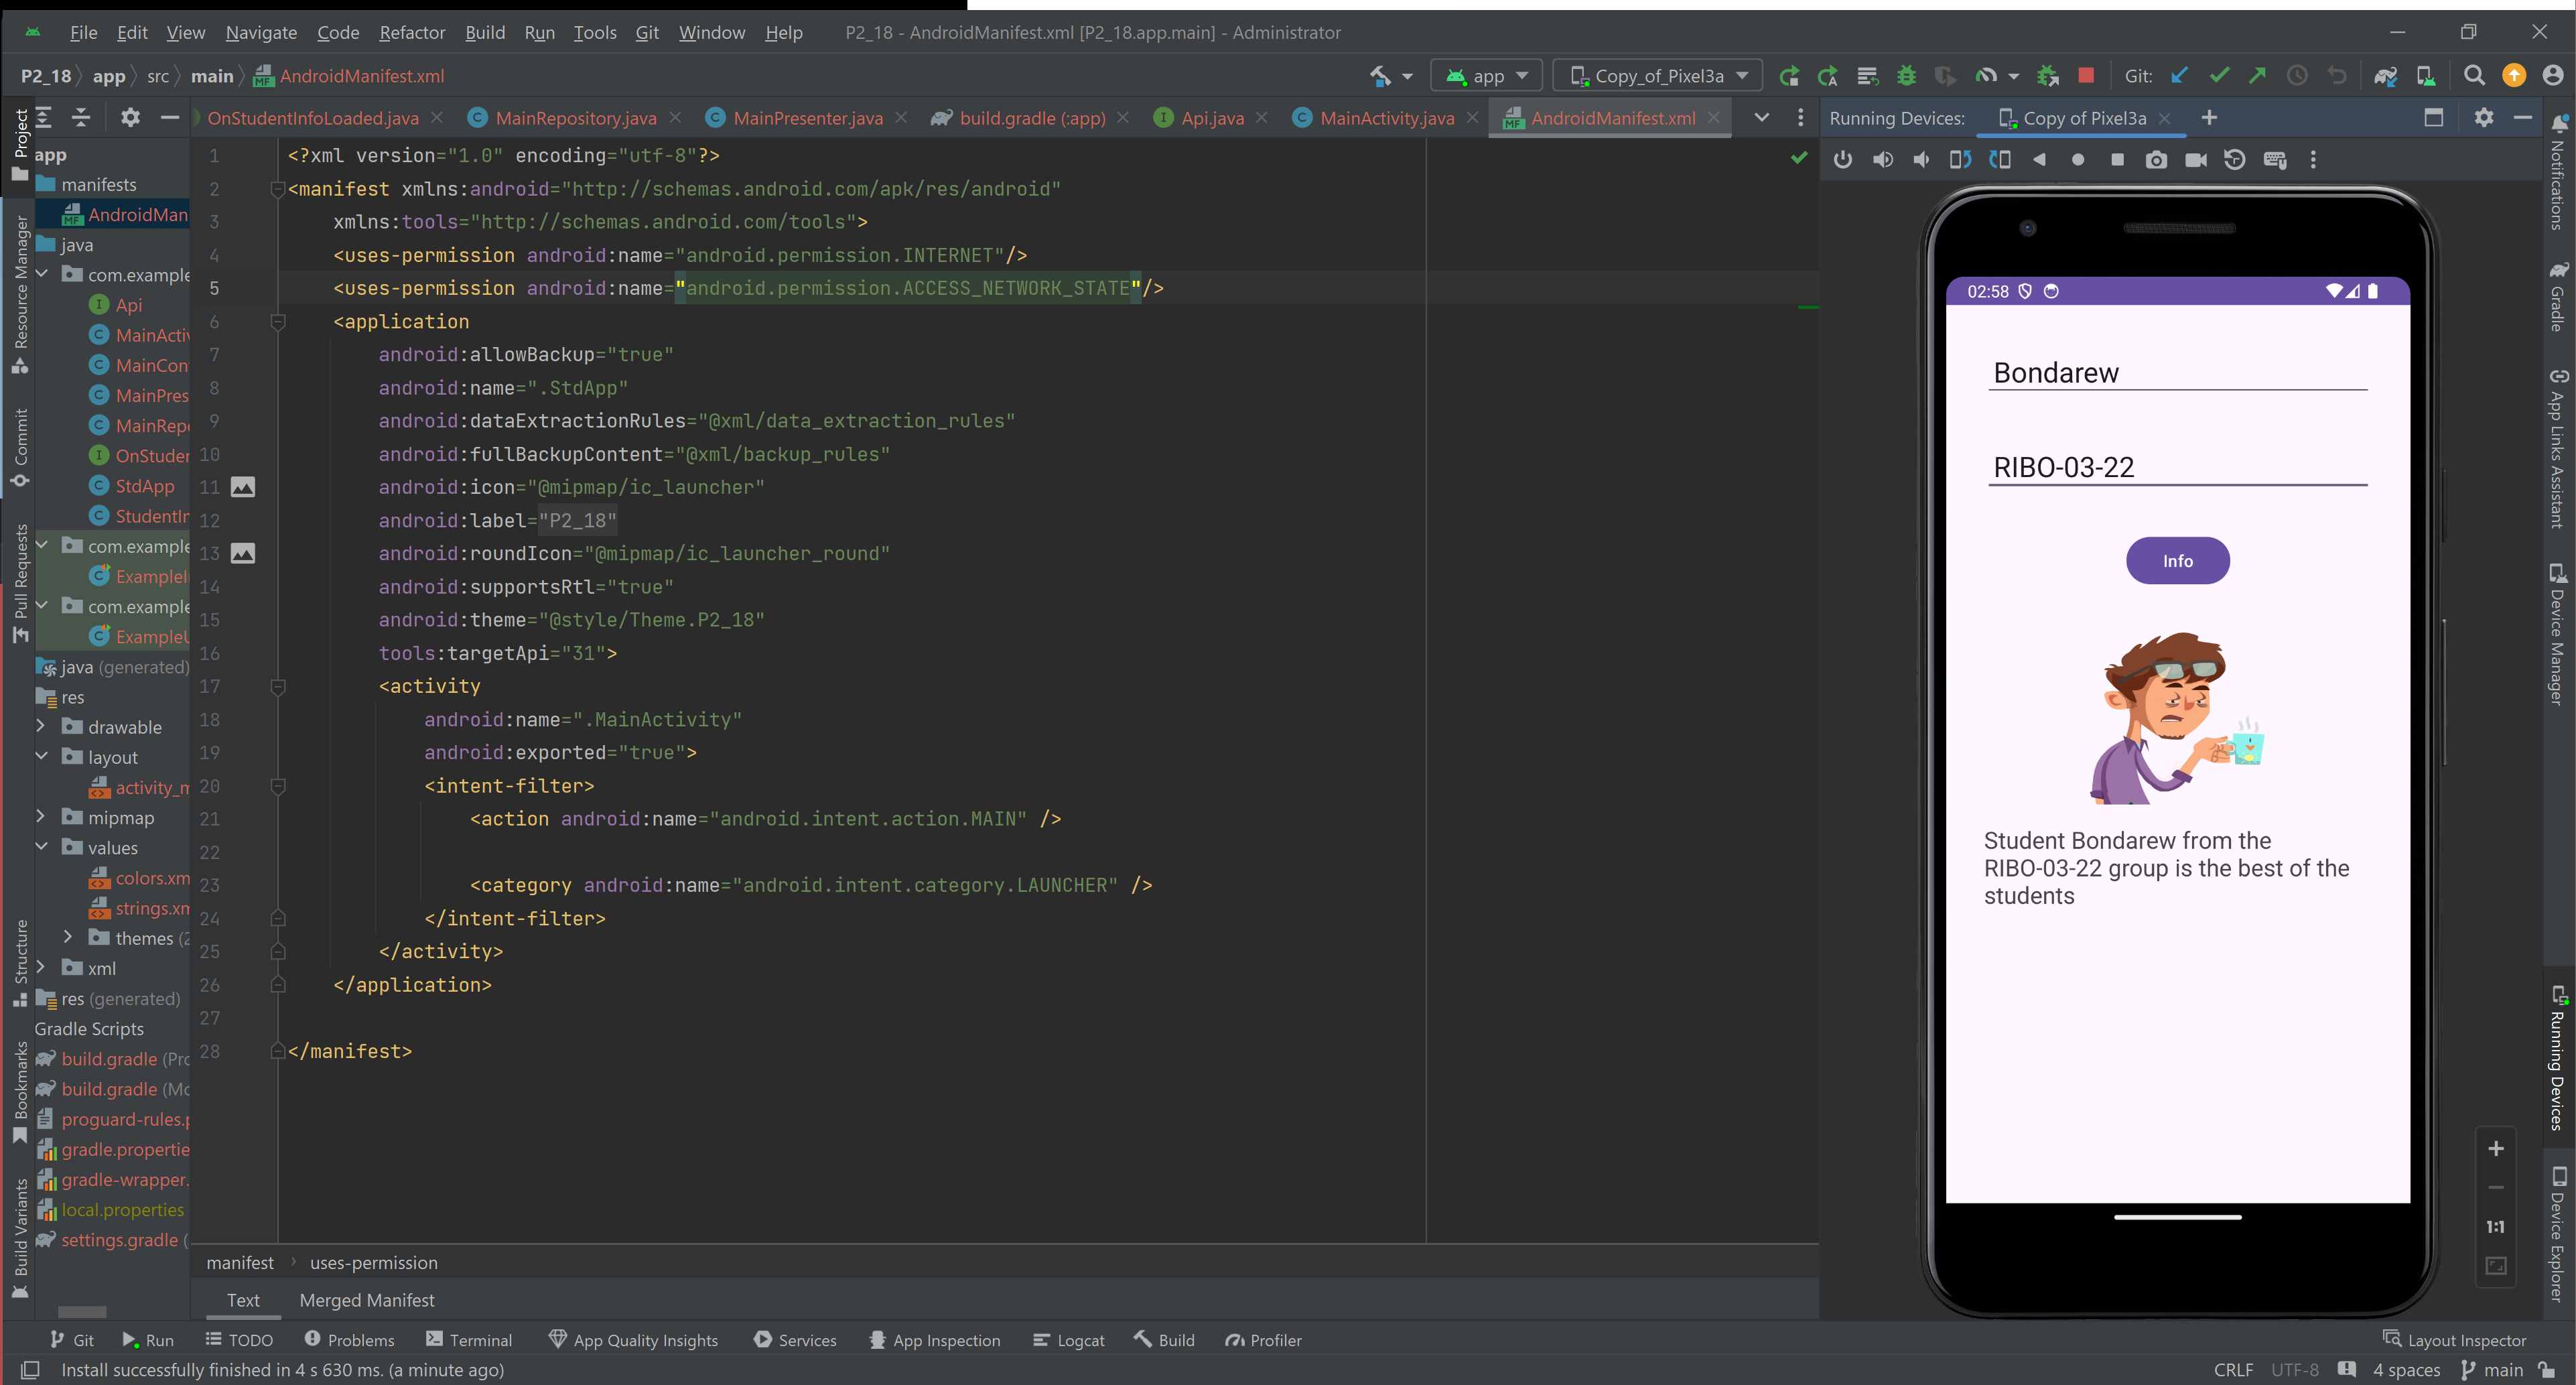 File Edit View Navigate Code Refactor Build Run Tools Git Window Help P2_18 - AndroidManifest.xml [P2_18.app.main] - Administrator
P2_18 app src main AndroidManifest.xml app Copy_of_Pixel3a Git:
OnStudentInfoLoaded.java MainRepository.java MainPresenter.java build.gradle (:app) Api.java MainActivity.java AndroidManifest.xml
Running Devices: Copy of Pixel3a
Project
Resource Manager
Commit
Pull Requests
Structure
Bookmarks
Build Variants
app
manifests
AndroidMan
java
com.example
Api
MainActiv
MainCon
MainPres
MainRep
OnStuden
StdApp
StudentIn
com.example
ExampleI
com.example
ExampleU
java (generated)
res
drawable
layout
activity_m
mipmap
values
colors.xm
strings.xm
themes (2
xml
res (generated)
Gradle Scripts
build.gradle (Pro
build.gradle (Mo
proguard-rules.p
gradle.propertie
gradle-wrapper.
local.properties
settings.gradle (
1 <?xml version="1.0" encoding="utf-8"?>
2 <manifest xmlns:android="http://schemas.android.com/apk/res/android"
3 xmlns:tools="http://schemas.android.com/tools">
4 <uses-permission android:name="android.permission.INTERNET"/>
5 <uses-permission android:name="android.permission.ACCESS_NETWORK_STATE"/>
6 <application
7 android:allowBackup="true"
8 android:name=".StdApp"
9 android:dataExtractionRules="@xml/data_extraction_rules"
10 android:fullBackupContent="@xml/backup_rules"
11 android:icon="@mipmap/ic_launcher"
12 android:label="P2_18"
13 android:roundIcon="@mipmap/ic_launcher_round"
14 android:supportsRtl="true"
15 android:theme="@style/Theme.P2_18"
16 tools:targetApi="31">
17 <activity
18 android:name=".MainActivity"
19 android:exported="true">
20 <intent-filter>
21 <action android:name="android.intent.action.MAIN" />
22
23 <category android:name="android.intent.category.LAUNCHER" />
24 </intent-filter>
25 </activity>
26 </application>
27
28 </manifest>
manifest uses-permission
Text Merged Manifest
02:58
Bondarew
RIBO-03-22
Info
Student Bondarew from the
RIBO-03-22 group is the best of the
students
1:1
Notifications
Gradle
App Links Assistant
Device Manager
Running Devices
Device Explorer
Git Run TODO Problems Terminal App Quality Insights Services App Inspection Logcat Build Profiler Layout Inspector
Install successfully finished in 4 s 630 ms. (a minute ago) CRLF UTF-8 4 spaces main